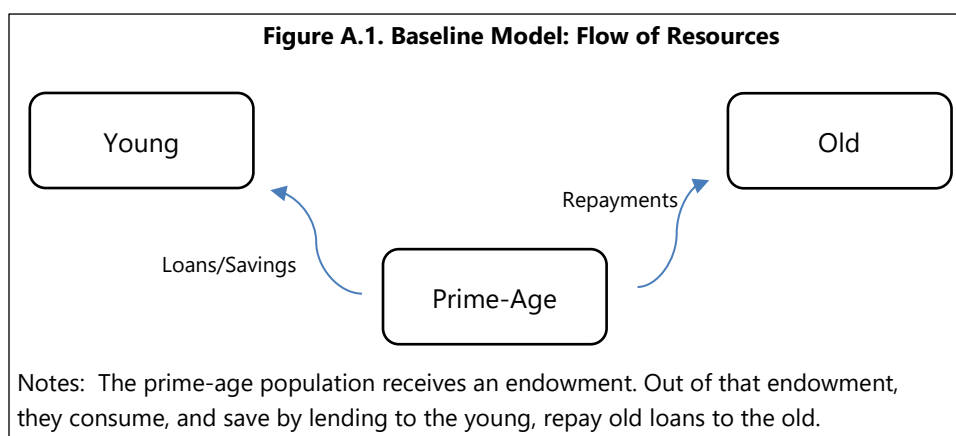 Figure A.1. Baseline Model: Flow of Resources
Young
Old
Repayments
Loans/Savings
Prime-Age
Notes:  The prime-age population receives an endowment. Out of that endowment,
they consume, and save by lending to the young, repay old loans to the old.